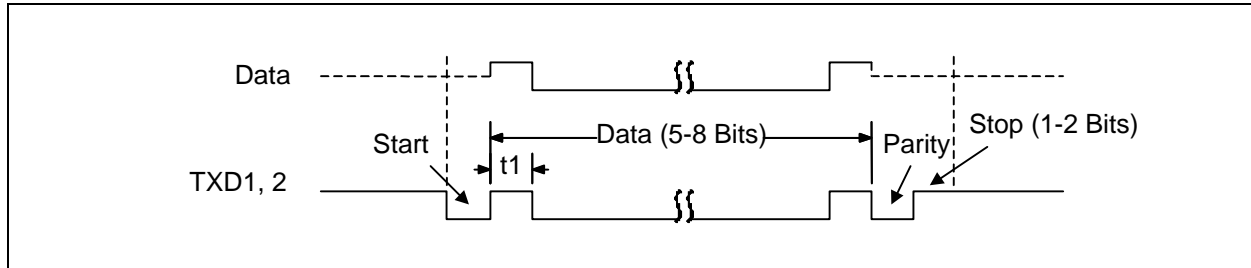 Data
Data (5-8 Bits)
Stop (1-2 Bits)
Start
Parity
t1
TXD1, 2